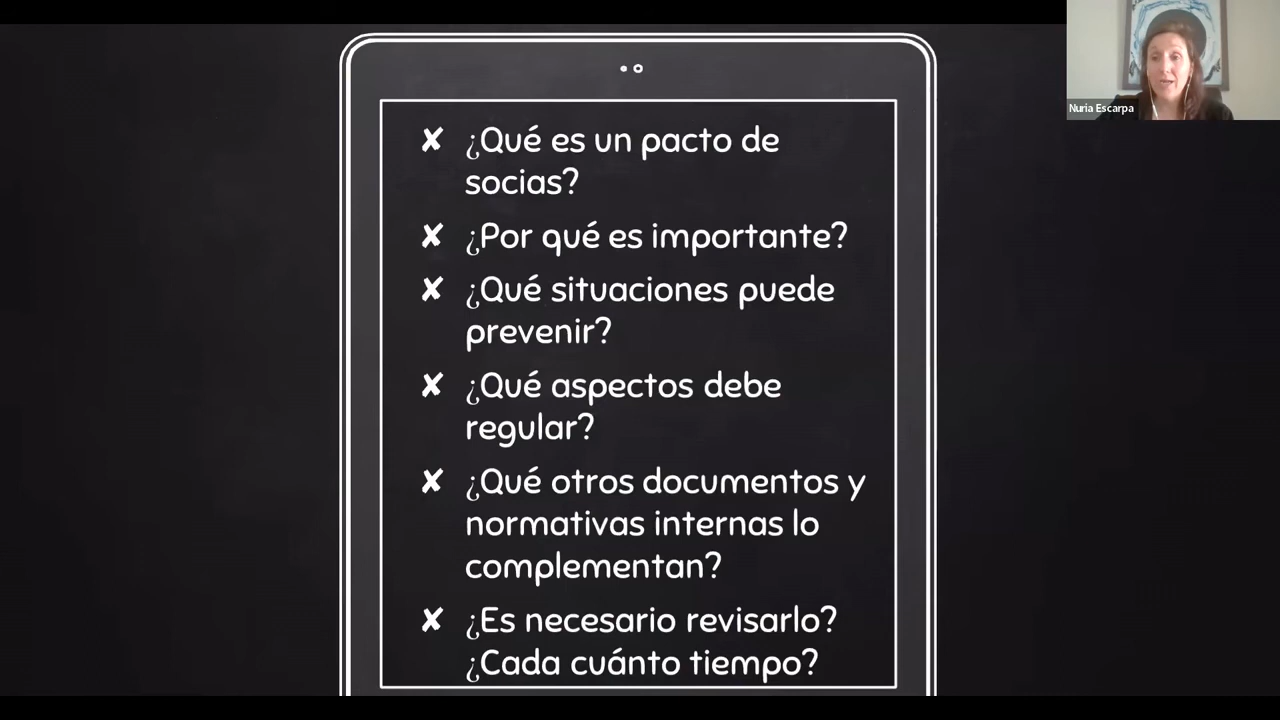 ✘ ¿Qué es un pacto de
socias?
✘ ¿Por qué es importante?
✘ ¿Qué situaciones puede
prevenir?
✘ ¿Qué aspectos debe
regular?
✘ ¿Qué otros documentos y
normativas internas lo
complementan?
✘ ¿Es necesario revisarlo?
¿Cada cuánto tiempo?
Nuria Escarpa